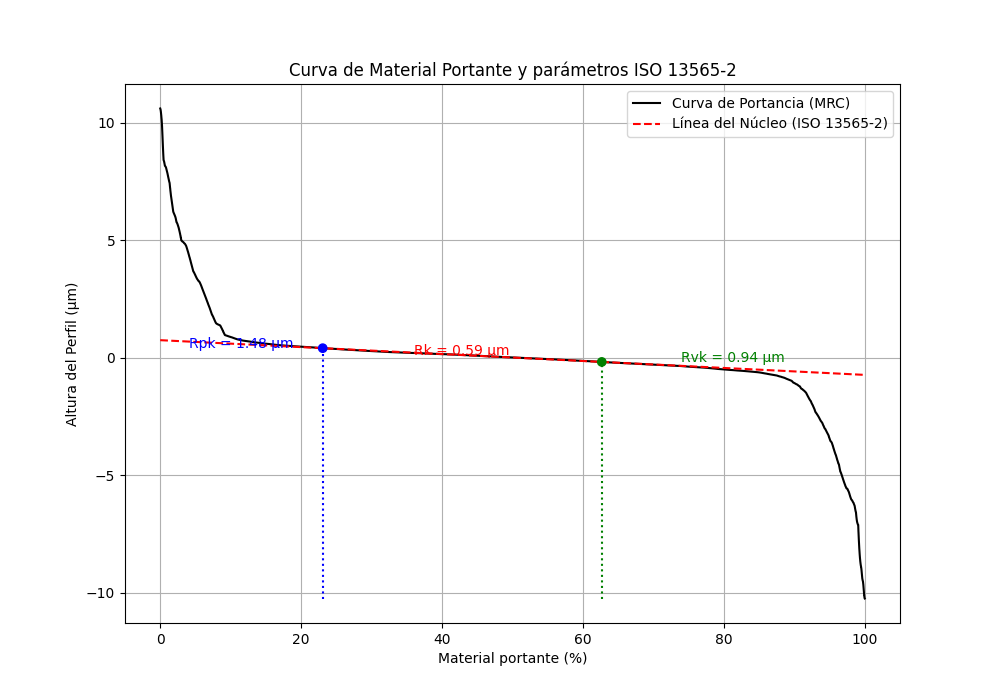 Curva de Material Portante y parámetros ISO 13565-2
Curva de Portancia (MRC)
Línea del Núcleo (ISO 13565-2)
Altura del Perfil (μm)
10
5
0
−5
−10
Rpk = 1.48 μm
Rk = 0.59 μm
Rvk = 0.94 μm
0 20 40 60 80 100
Material portante (%)